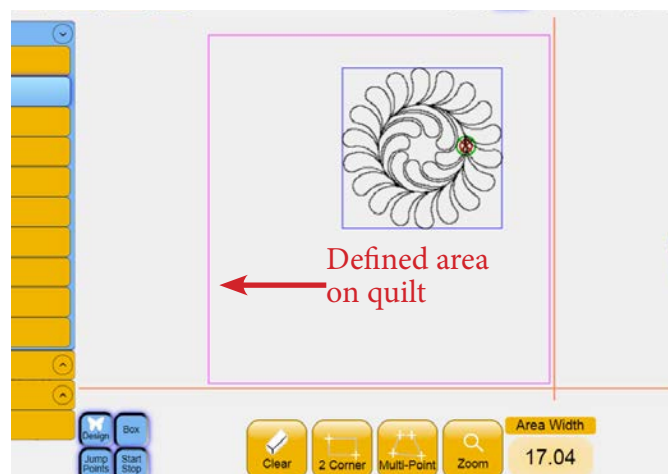 Defined area
on quilt
Design
Box
Jump
Points
Start
Stop
Clear
2 Corner
Multi-Point
Zoom
Area Width
17.04